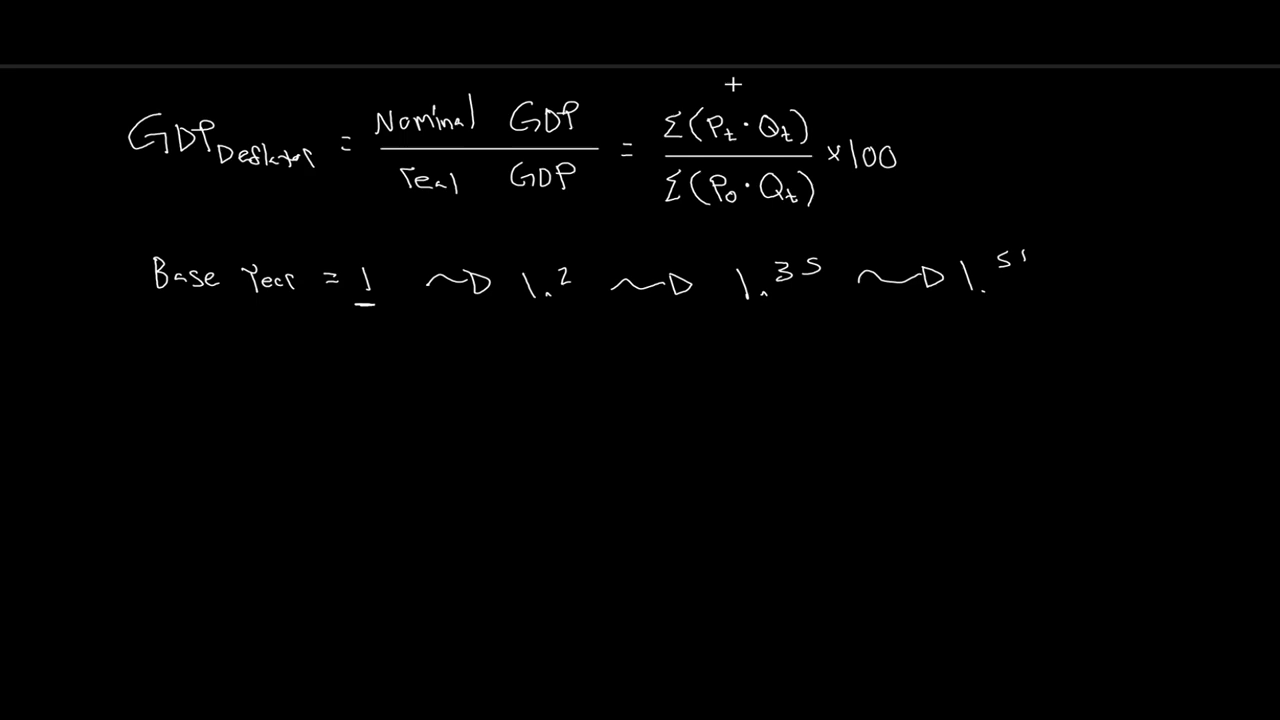 GDP Deflator = Nominal GDP / real GDP = Σ(Pt · Qt) / Σ(P0 · Qt) × 100
Base Year = 1 ~~> 1.2 ~~> 1.35 ~~> 1.5